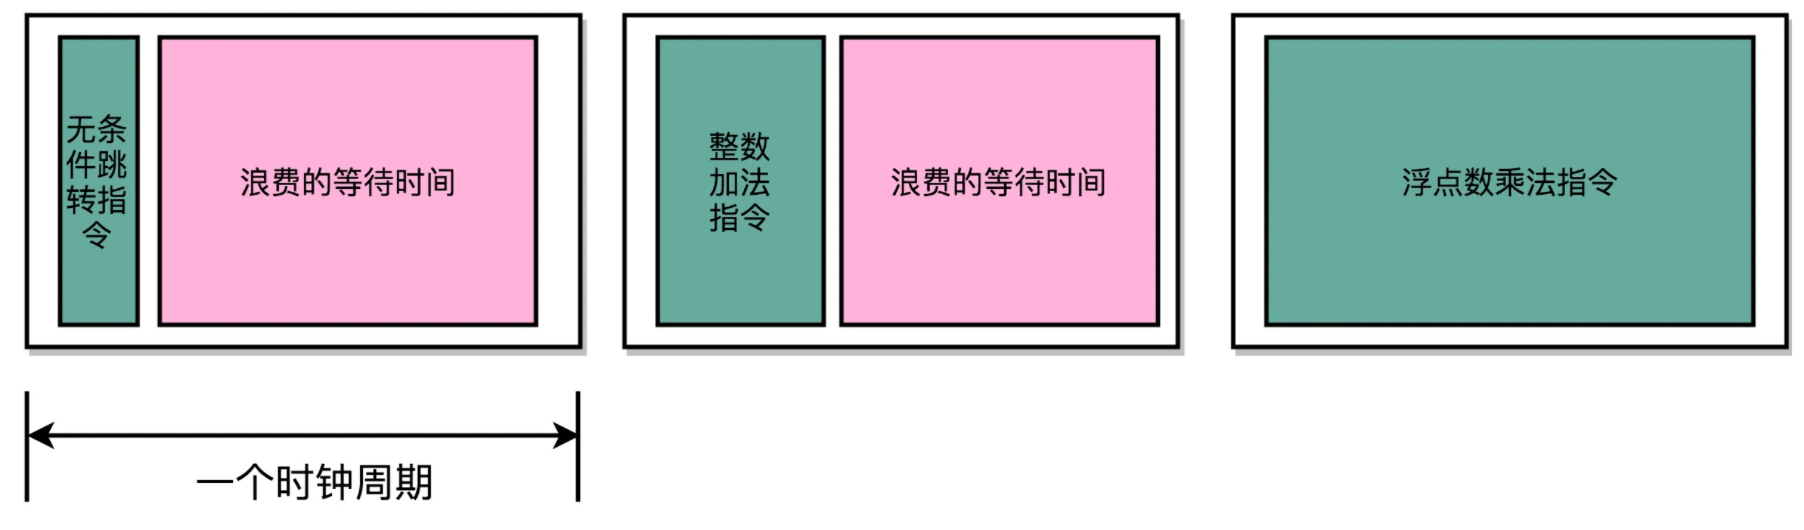 无条
件跳
转指
令
浪费的等待时间
整数
加法
指令
浪费的等待时间
浮点数乘法指令
一个时钟周期